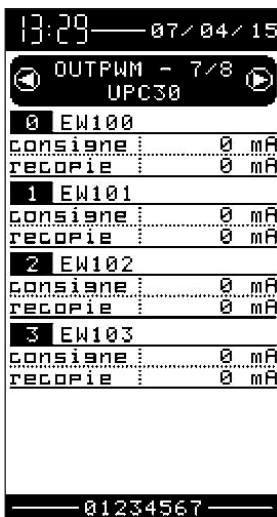 13:29 07/04/15
OUTPWM - 7/8
UPC30
0 EW100
consigne 0 mA
recopie 0 mA
1 EW101
consigne 0 mA
recopie 0 mA
2 EW102
consigne 0 mA
recopie 0 mA
3 EW103
consigne 0 mA
recopie 0 mA
01234567